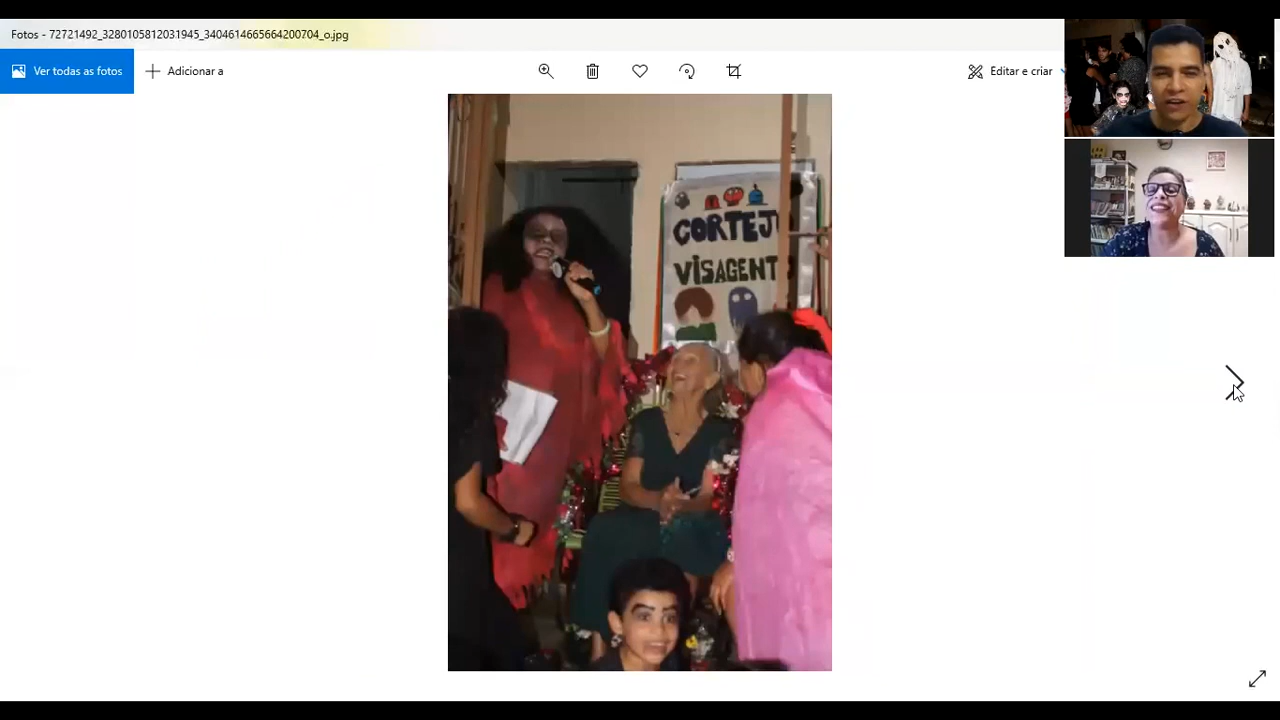 Fotos - 72721492_3280105812031945_3404614665664200704_o.jpg
Ver todas as fotos
Adicionar a
Editar e criar
CORTEJ
VISAGENT